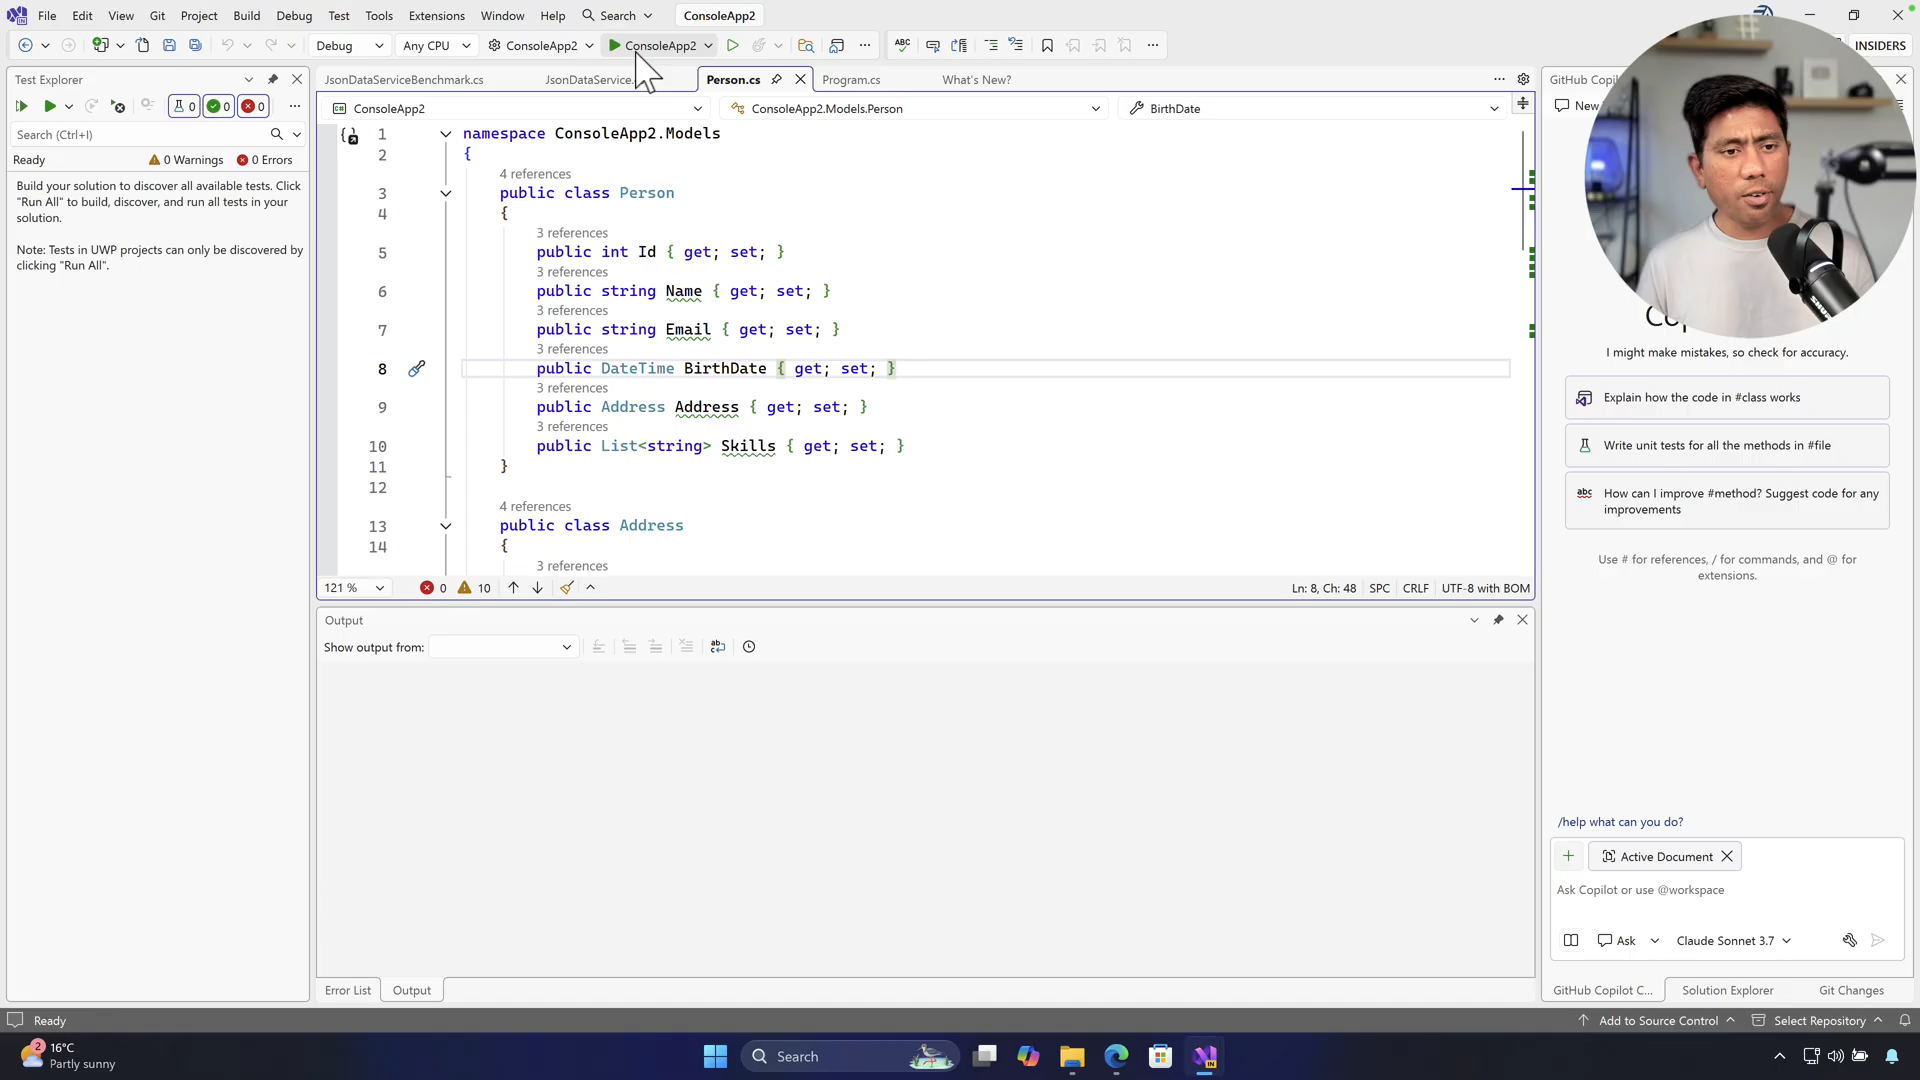 File Edit View Git Project Build Debug Test Tools Extensions Window Help Search ConsoleApp2
Debug Any CPU ConsoleApp2 ConsoleApp2 INSIDERS
Test Explorer
0 0 0
Search (Ctrl+I)
Ready 0 Warnings 0 Errors
Build your solution to discover all available tests. Click
"Run All" to build, discover, and run all tests in your
solution.
Note: Tests in UWP projects can only be discovered by
clicking "Run All".
JsonDataServiceBenchmark.cs JsonDataService. Person.cs Program.cs What's New?
ConsoleApp2 ConsoleApp2.Models.Person BirthDate
1 namespace ConsoleApp2.Models
2 {
4 references
3 public class Person
4 {
3 references
5 public int Id { get; set; }
3 references
6 public string Name { get; set; }
3 references
7 public string Email { get; set; }
3 references
8 public DateTime BirthDate { get; set; }
3 references
9 public Address Address { get; set; }
3 references
10 public List<string> Skills { get; set; }
11 }
12
4 references
13 public class Address
14 {
3 references
121 % 0 10 Ln: 8, Ch: 48 SPC CRLF UTF-8 with BOM
Output
Show output from:
Error List Output
GitHub Copil
New
I might make mistakes, so check for accuracy.
Explain how the code in #class works
Write unit tests for all the methods in #file
abc How can I improve #method? Suggest code for any
improvements
Use # for references, / for commands, and @ for
extensions.
/help what can you do?
Active Document
Ask Copilot or use @workspace
Ask Claude Sonnet 3.7
GitHub Copilot C... Solution Explorer Git Changes
Ready Add to Source Control Select Repository
2 16°C
Partly sunny
Search